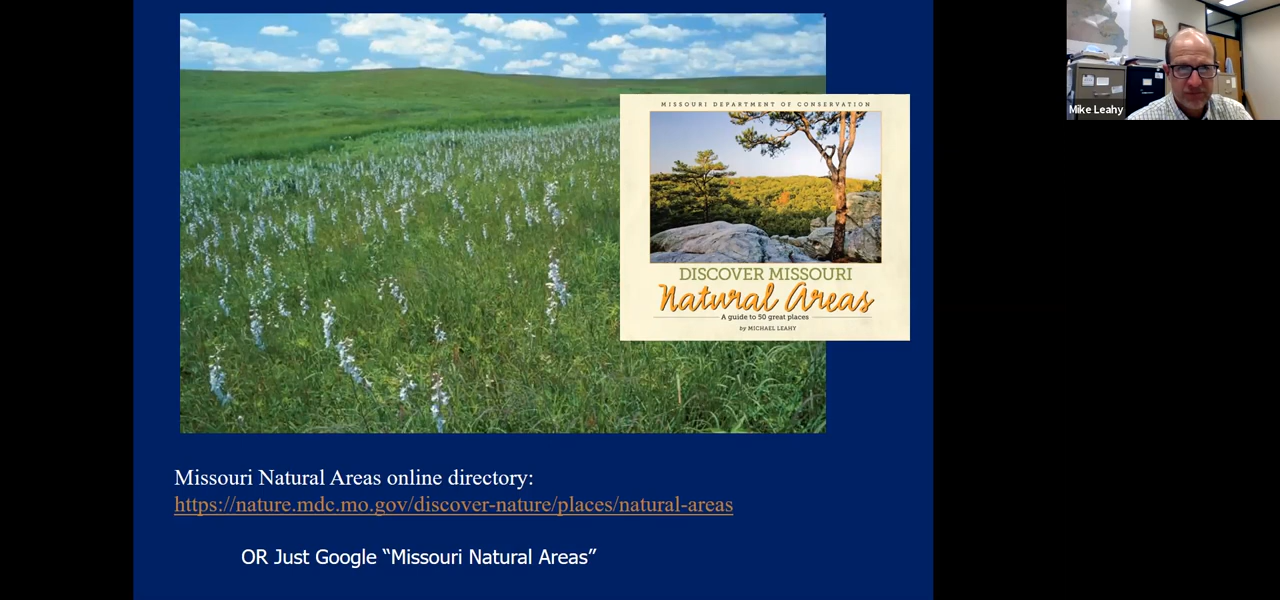 MISSOURI DEPARTMENT OF CONSERVATION
DISCOVER MISSOURI
Natural Areas
A guide to 50 great places
by MICHAEL LEAHY
Mike Leahy
Missouri Natural Areas online directory:
https://nature.mdc.mo.gov/discover-nature/places/natural-areas
OR Just Google “Missouri Natural Areas”